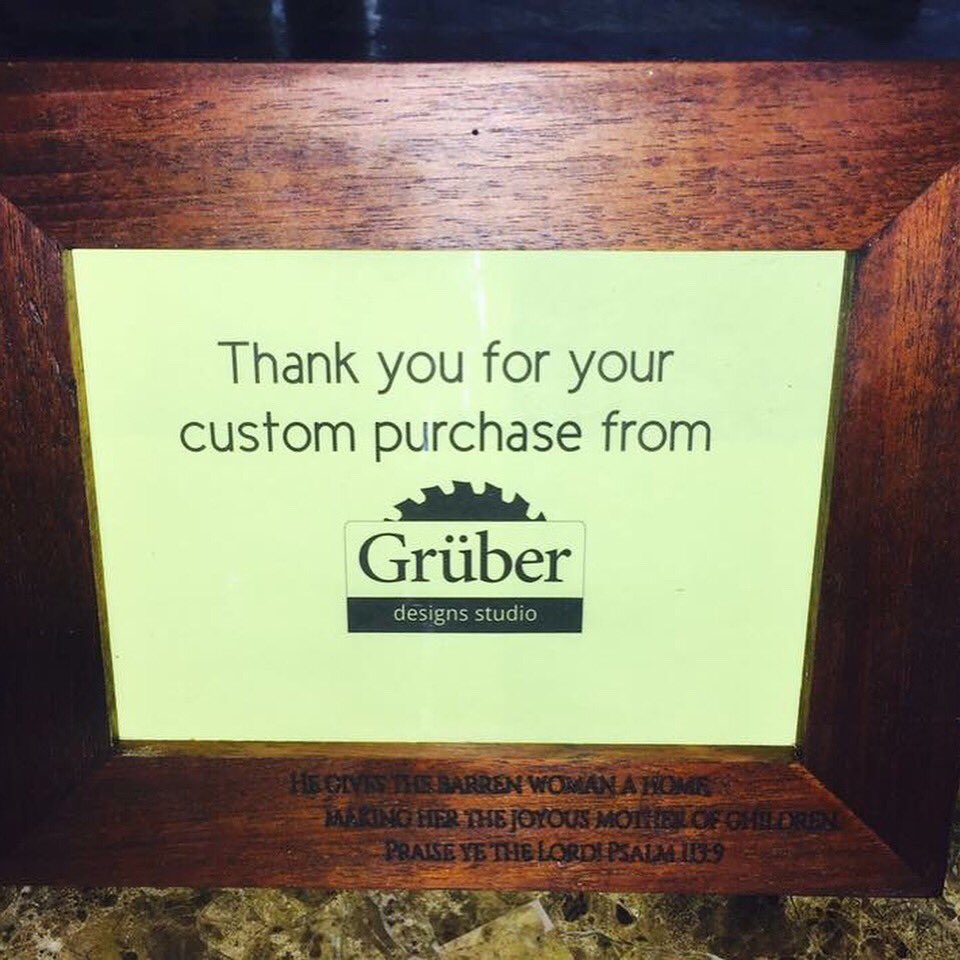 Thank you for your
custom purchase from
Grüber
designs studio
HE GIVES THE BARREN WOMAN A HOME
MAKING HER THE JOYOUS MOTHER OF CHILDREN
PRAISE YE THE LORD! PSALM 113:9